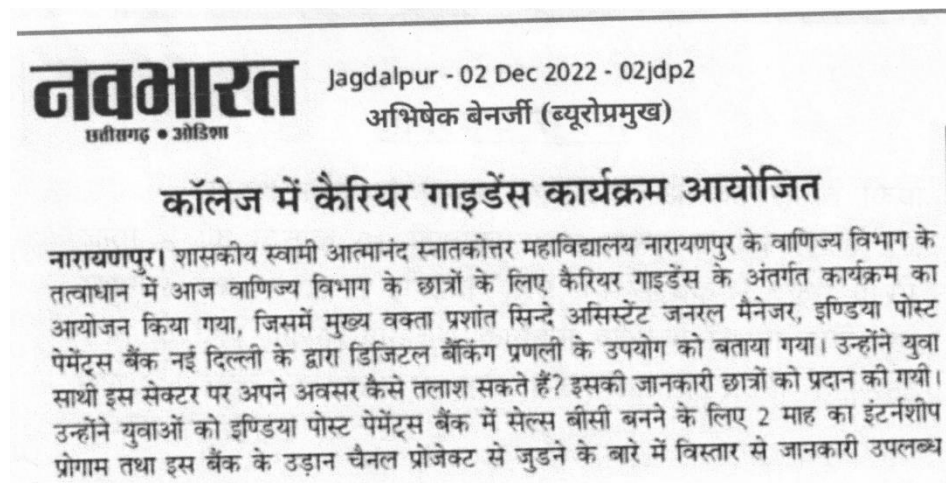 नवभारत
छत्तीसगढ़ • ओडिशा
Jagdalpur - 02 Dec 2022 - 02jdp2
अभिषेक बेनर्जी (ब्यूरोप्रमुख)
कॉलेज में कैरियर गाइडेंस कार्यक्रम आयोजित
नारायणपुर। शासकीय स्वामी आत्मानंद स्नातकोत्तर महाविद्यालय नारायणपुर के वाणिज्य विभाग के
तत्वाधान में आज वाणिज्य विभाग के छात्रों के लिए कैरियर गाइडेंस के अंतर्गत कार्यक्रम का
आयोजन किया गया, जिसमें मुख्य वक्ता प्रशांत सिन्दे असिस्टेंट जनरल मैनेजर, इण्डिया पोस्ट
पेमेंट्स बैंक नई दिल्ली के द्वारा डिजिटल बैंकिंग प्रणली के उपयोग को बताया गया। उन्होंने युवा
साथी इस सेक्टर पर अपने अवसर कैसे तलाश सकते हैं? इसकी जानकारी छात्रों को प्रदान की गयी।
उन्होंने युवाओं को इण्डिया पोस्ट पेमेंट्स बैंक में सेल्स बीसी बनने के लिए 2 माह का इंटर्नशीप
प्रोगाम तथा इस बैंक के उड़ान चैनल प्रोजेक्ट से जुडने के बारे में विस्तार से जानकारी उपलब्ध